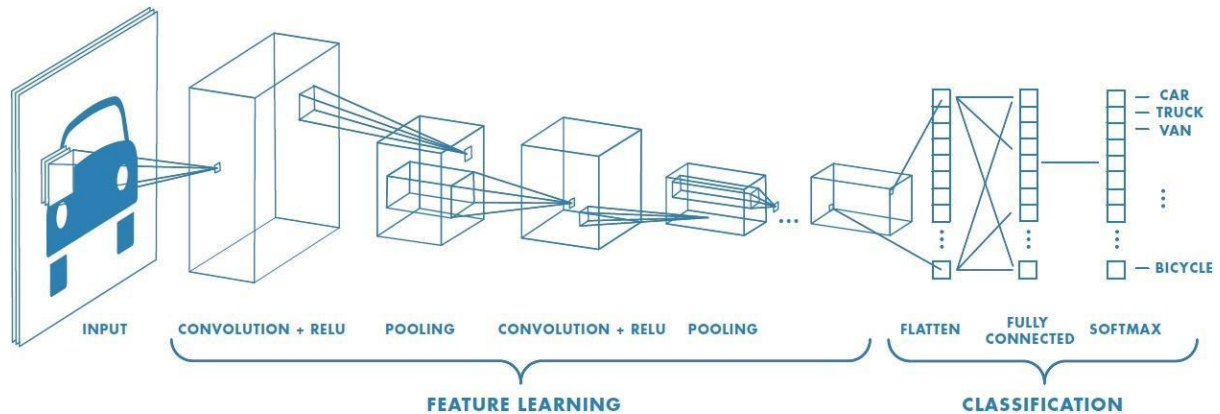 CAR
TRUCK
VAN
BICYCLE
INPUT
CONVOLUTION + RELU
POOLING
CONVOLUTION + RELU
POOLING
FLATTEN
FULLY
CONNECTED
SOFTMAX
FEATURE LEARNING
CLASSIFICATION